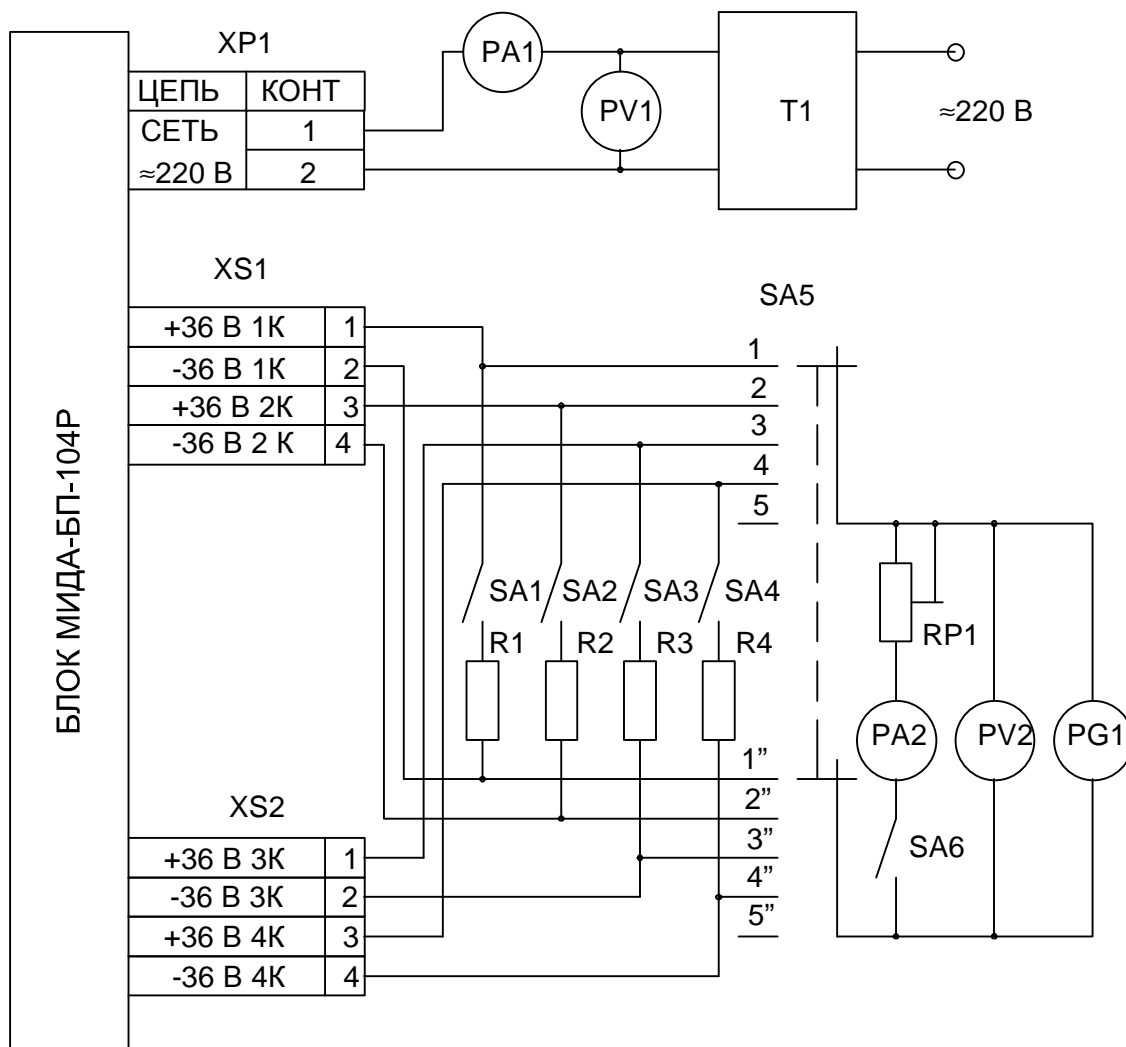 БЛОК МИДА-БП-104Р
XP1
ЦЕПЬ КОНТ
СЕТЬ 1
≈220 В 2
PA1
PV1
T1
≈220 В
XS1
+36 В 1К 1
-36 В 1К 2
+36 В 2К 3
-36 В 2 К 4
SA5
1
2
3
4
5
SA1 SA2 SA3 SA4
R1 R2 R3 R4
RP1
PA2 PV2 PG1
SA6
1”
2”
3”
4”
5”
XS2
+36 В 3К 1
-36 В 3К 2
+36 В 4К 3
-36 В 4К 4